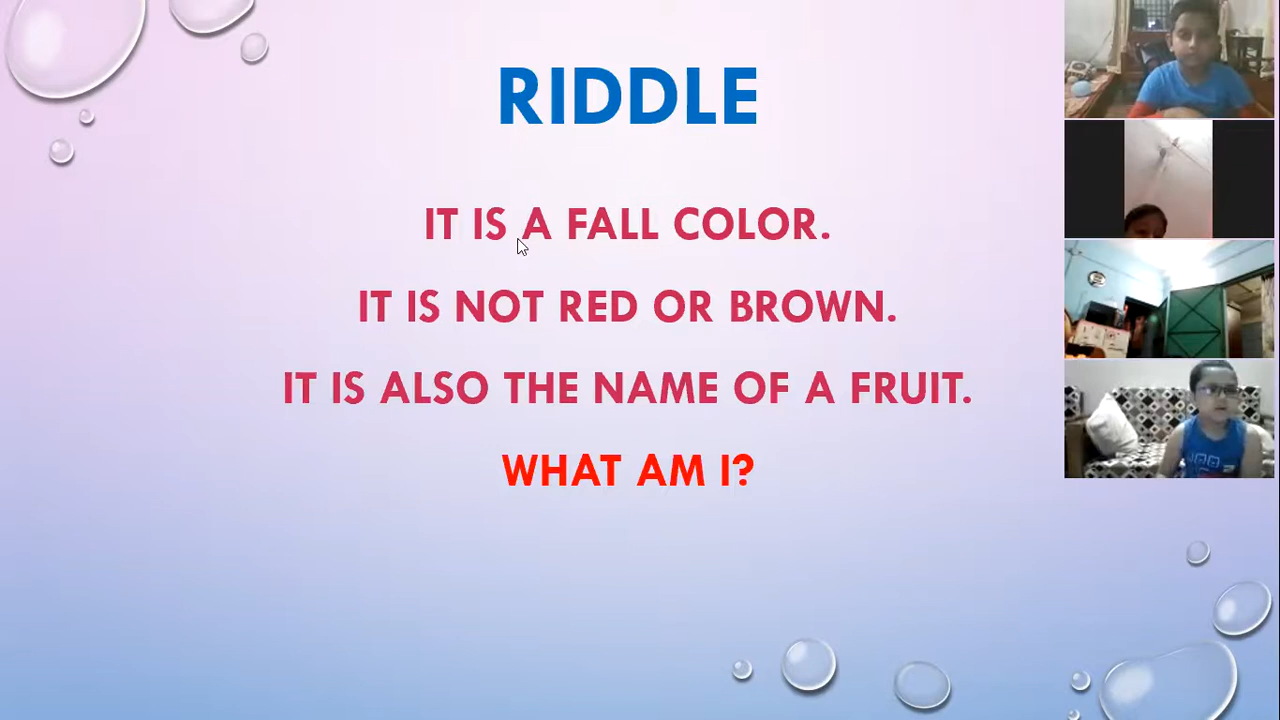 RIDDLE
IT IS A FALL COLOR.
IT IS NOT RED OR BROWN.
IT IS ALSO THE NAME OF A FRUIT.
WHAT AM I?